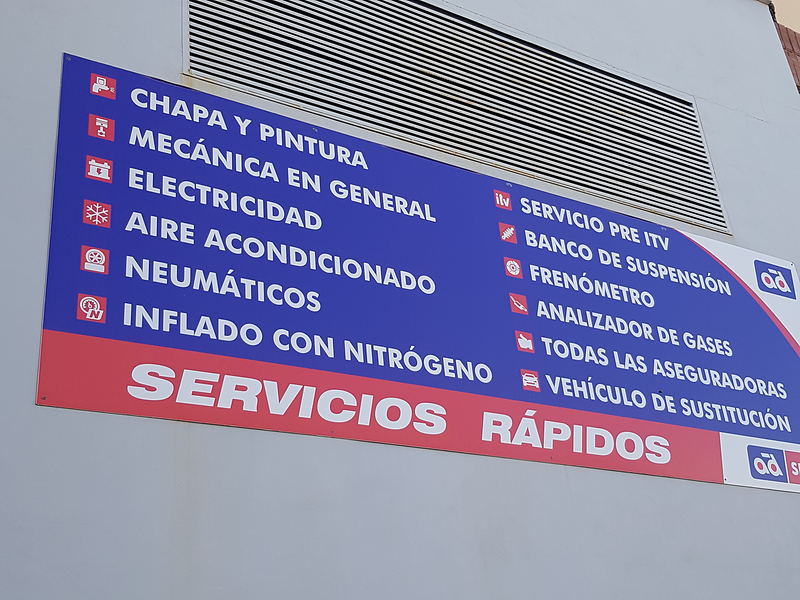 CHAPA Y PINTURA
MECÁNICA EN GENERAL
ELECTRICIDAD
AIRE ACONDICIONADO
NEUMÁTICOS
INFLADO CON NITRÓGENO
itv SERVICIO PRE ITV
BANCO DE SUSPENSIÓN
FRENÓMETRO
ANALIZADOR DE GASES
TODAS LAS ASEGURADORAS
VEHÍCULO DE SUSTITUCIÓN
ad
SERVICIOS RÁPIDOS
ad